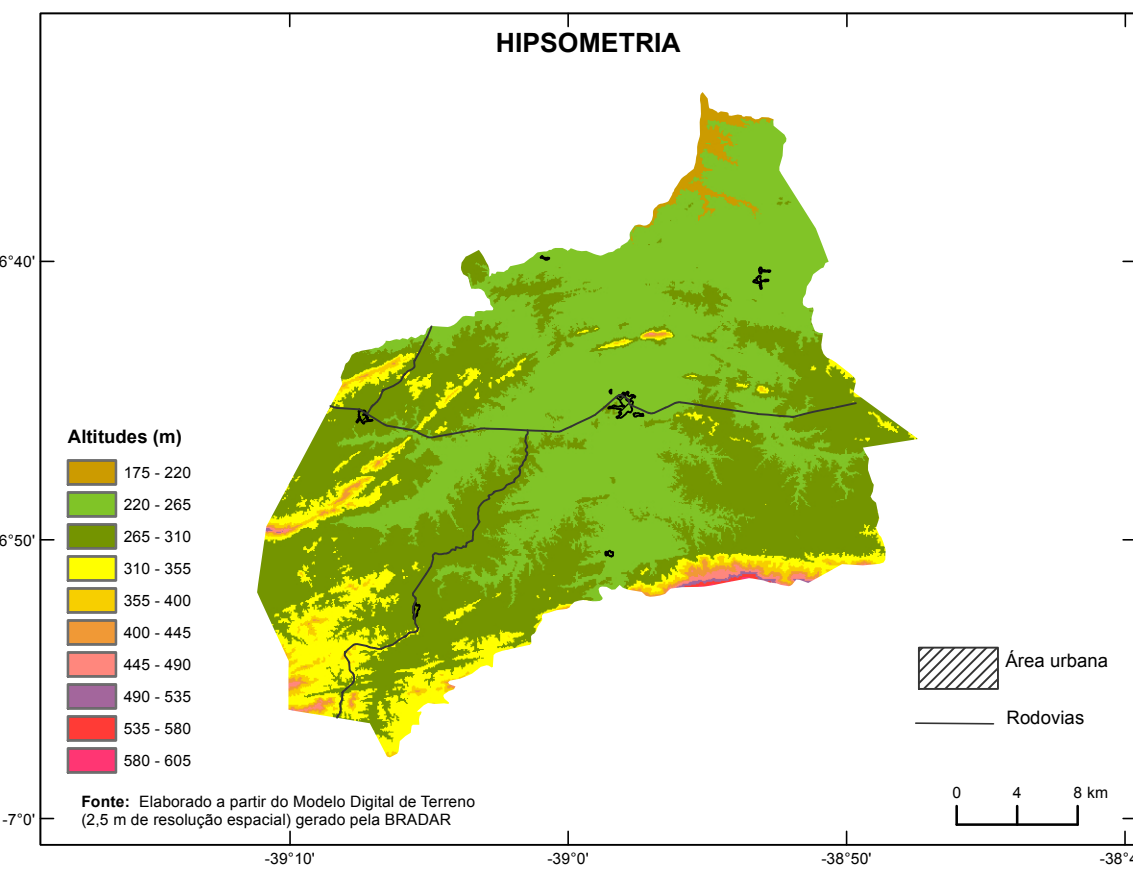 HIPSOMETRIA
6°40'
6°50'
-7°0'
Altitudes (m)
175 - 220
220 - 265
265 - 310
310 - 355
355 - 400
400 - 445
445 - 490
490 - 535
535 - 580
580 - 605
Área urbana
Rodovias
0 4 8 km
Fonte: Elaborado a partir do Modelo Digital de Terreno
(2,5 m de resolução espacial) gerado pela BRADAR
-39°10' -39°0' -38°50' -38°4